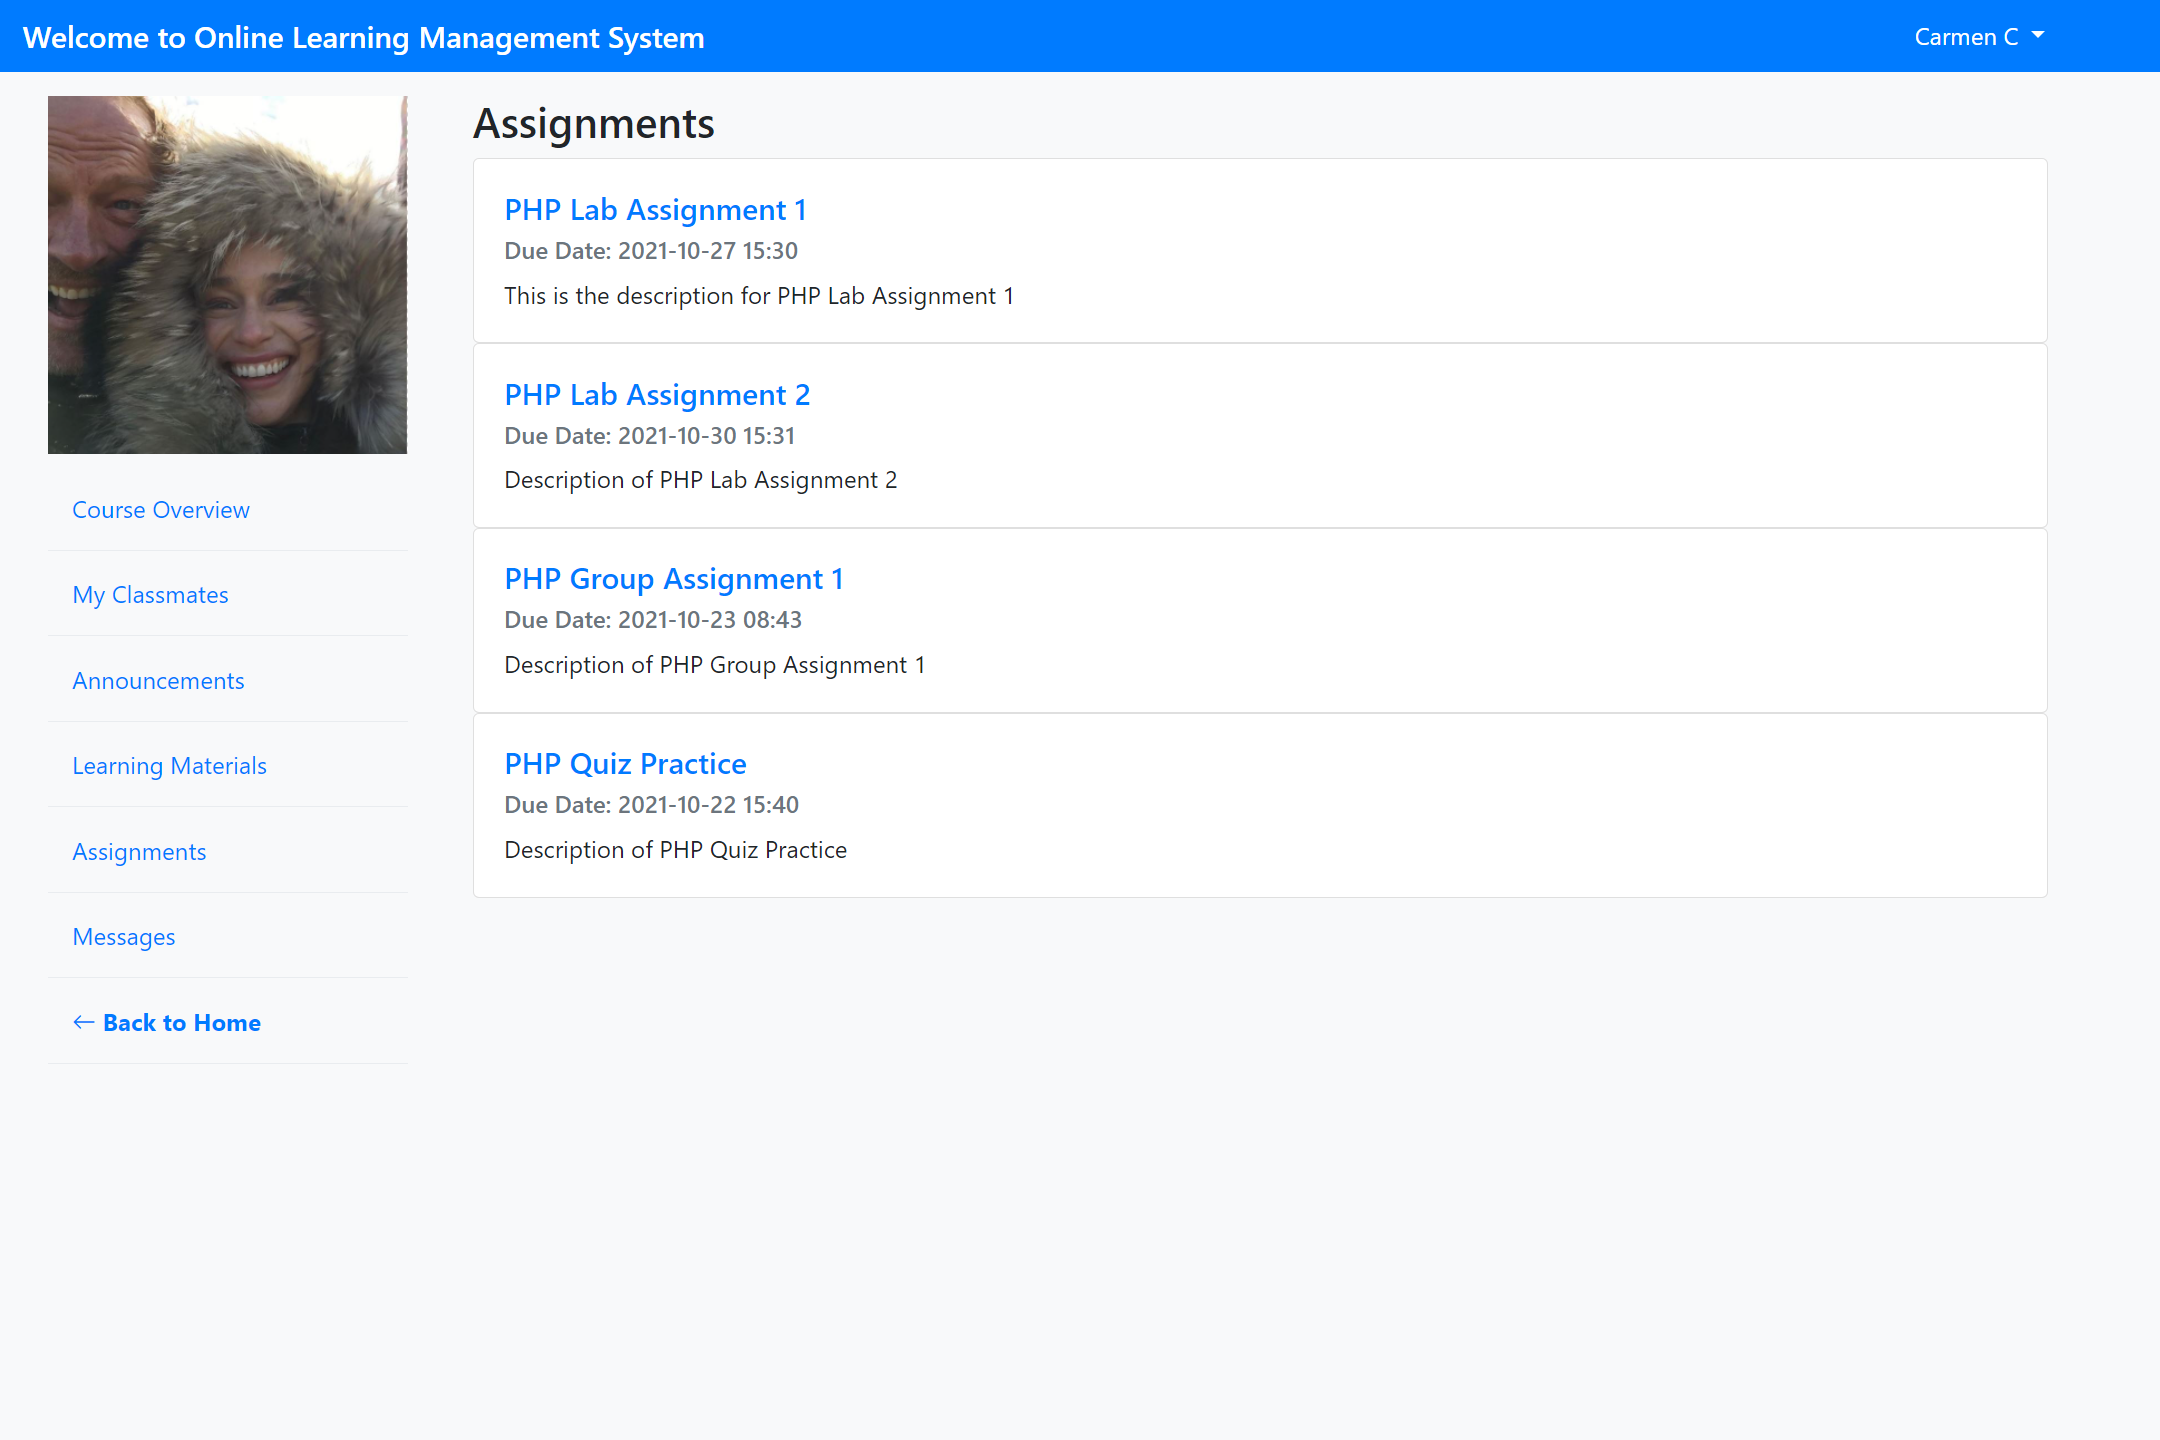 Welcome to Online Learning Management System
Carmen C
Assignments
PHP Lab Assignment 1
Due Date: 2021-10-27 15:30
This is the description for PHP Lab Assignment 1
PHP Lab Assignment 2
Due Date: 2021-10-30 15:31
Description of PHP Lab Assignment 2
PHP Group Assignment 1
Due Date: 2021-10-23 08:43
Description of PHP Group Assignment 1
PHP Quiz Practice
Due Date: 2021-10-22 15:40
Description of PHP Quiz Practice
Course Overview
My Classmates
Announcements
Learning Materials
Assignments
Messages
← Back to Home